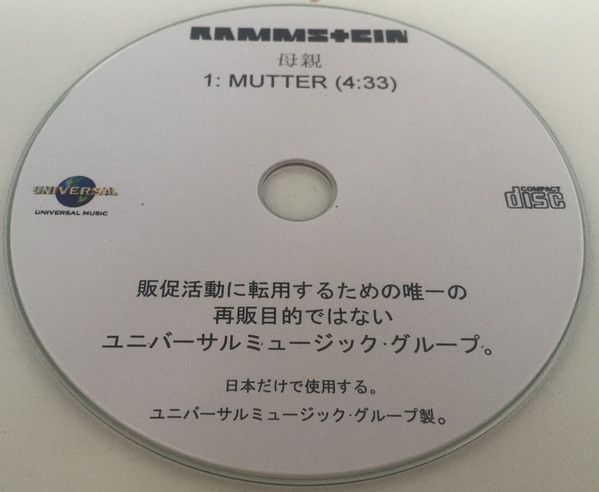 RAMMSTEIN
母親
1: MUTTER (4:33)
UNIVERSAL
UNIVERSAL MUSIC
COMPACT
disc
販促活動に転用するための唯一の
再販目的ではない
ユニバーサルミュージック·グループ。
日本だけで使用する。
ユニバーサルミュージック·グループ製。